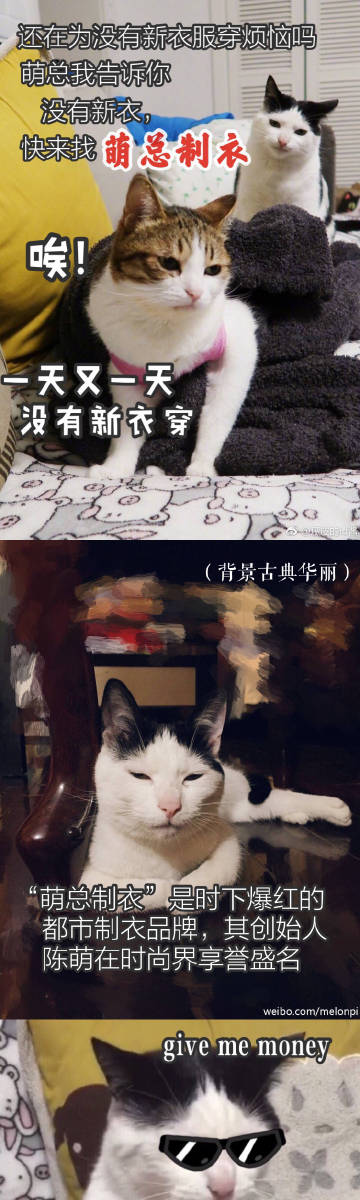 还在为没有新衣服穿烦恼吗
萌总我告诉你
没有新衣，
快来找 萌总制衣
唉!
一天又一天
没有新衣穿
（背景古典华丽）
“萌总制衣”是时下爆红的
都市制衣品牌，其创始人
陈萌在时尚界享誉盛名
weibo.com/melonpi
give me money